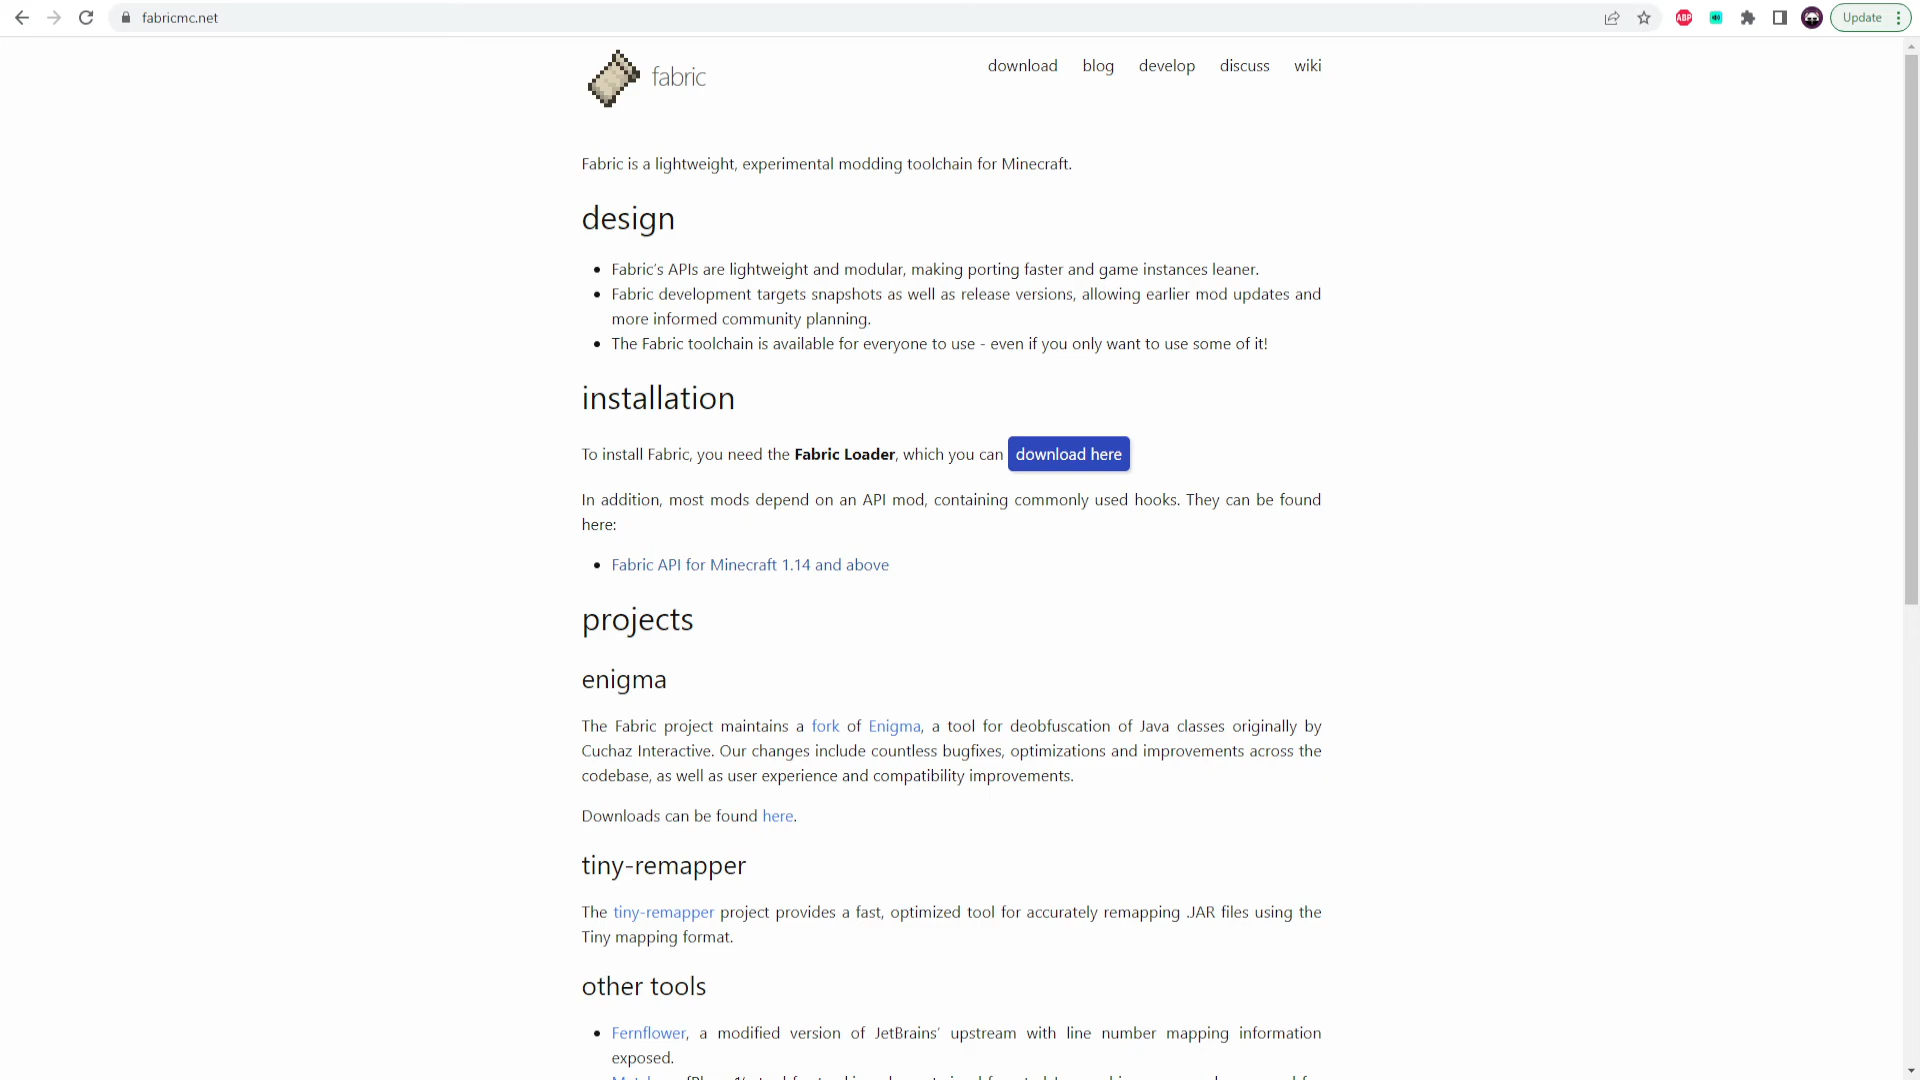 fabricmc.net
ABP
Update
fabric
download blog develop discuss wiki
Fabric is a lightweight, experimental modding toolchain for Minecraft.
design
Fabric's APIs are lightweight and modular, making porting faster and game instances leaner.
Fabric development targets snapshots as well as release versions, allowing earlier mod updates and
more informed community planning.
The Fabric toolchain is available for everyone to use - even if you only want to use some of it!
installation
To install Fabric, you need the Fabric Loader, which you can download here
In addition, most mods depend on an API mod, containing commonly used hooks. They can be found
here:
Fabric API for Minecraft 1.14 and above
projects
enigma
The Fabric project maintains a fork of Enigma, a tool for deobfuscation of Java classes originally by
Cuchaz Interactive. Our changes include countless bugfixes, optimizations and improvements across the
codebase, as well as user experience and compatibility improvements.
Downloads can be found here.
tiny-remapper
The tiny-remapper project provides a fast, optimized tool for accurately remapping .JAR files using the
Tiny mapping format.
other tools
Fernflower, a modified version of JetBrains' upstream with line number mapping information
exposed.